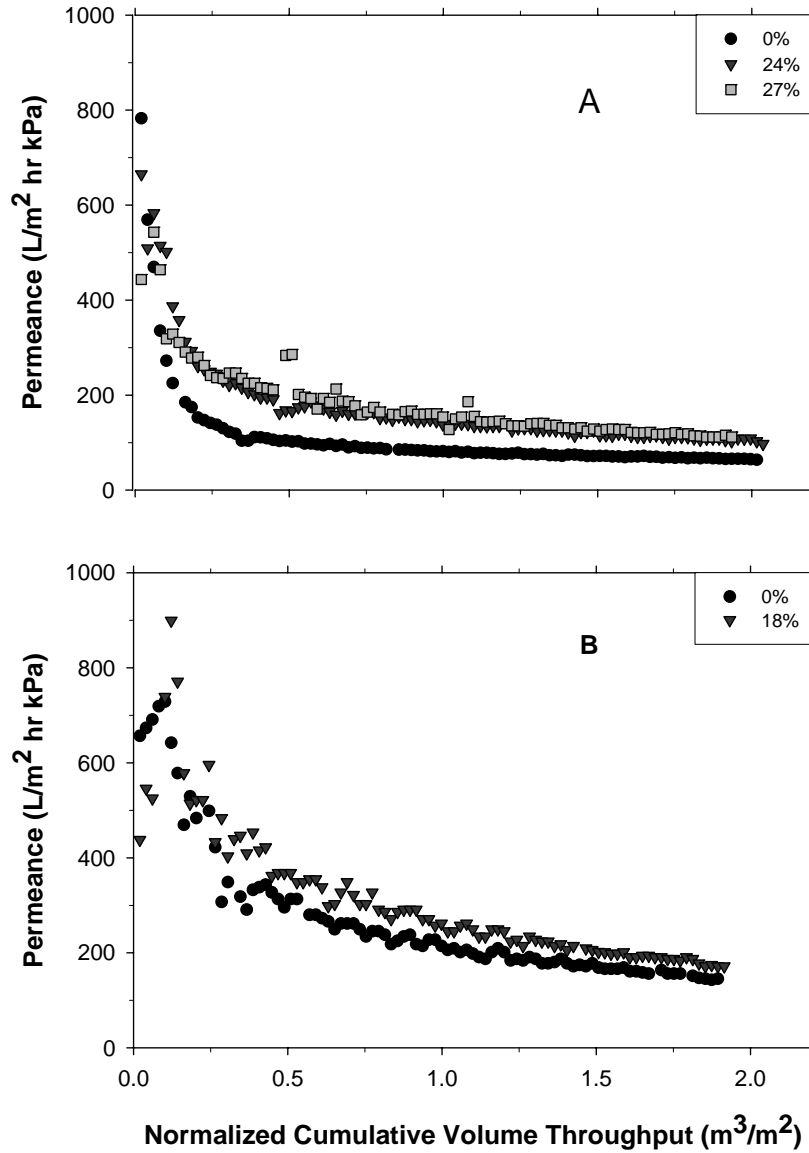 1000
800
600
400
200
0
Permeance (L/m² hr kPa)
A
0%
24%
27%
1000
800
600
400
200
0
Permeance (L/m² hr kPa)
B
0%
18%
0.0 0.5 1.0 1.5 2.0
Normalized Cumulative Volume Throughput (m³/m²)